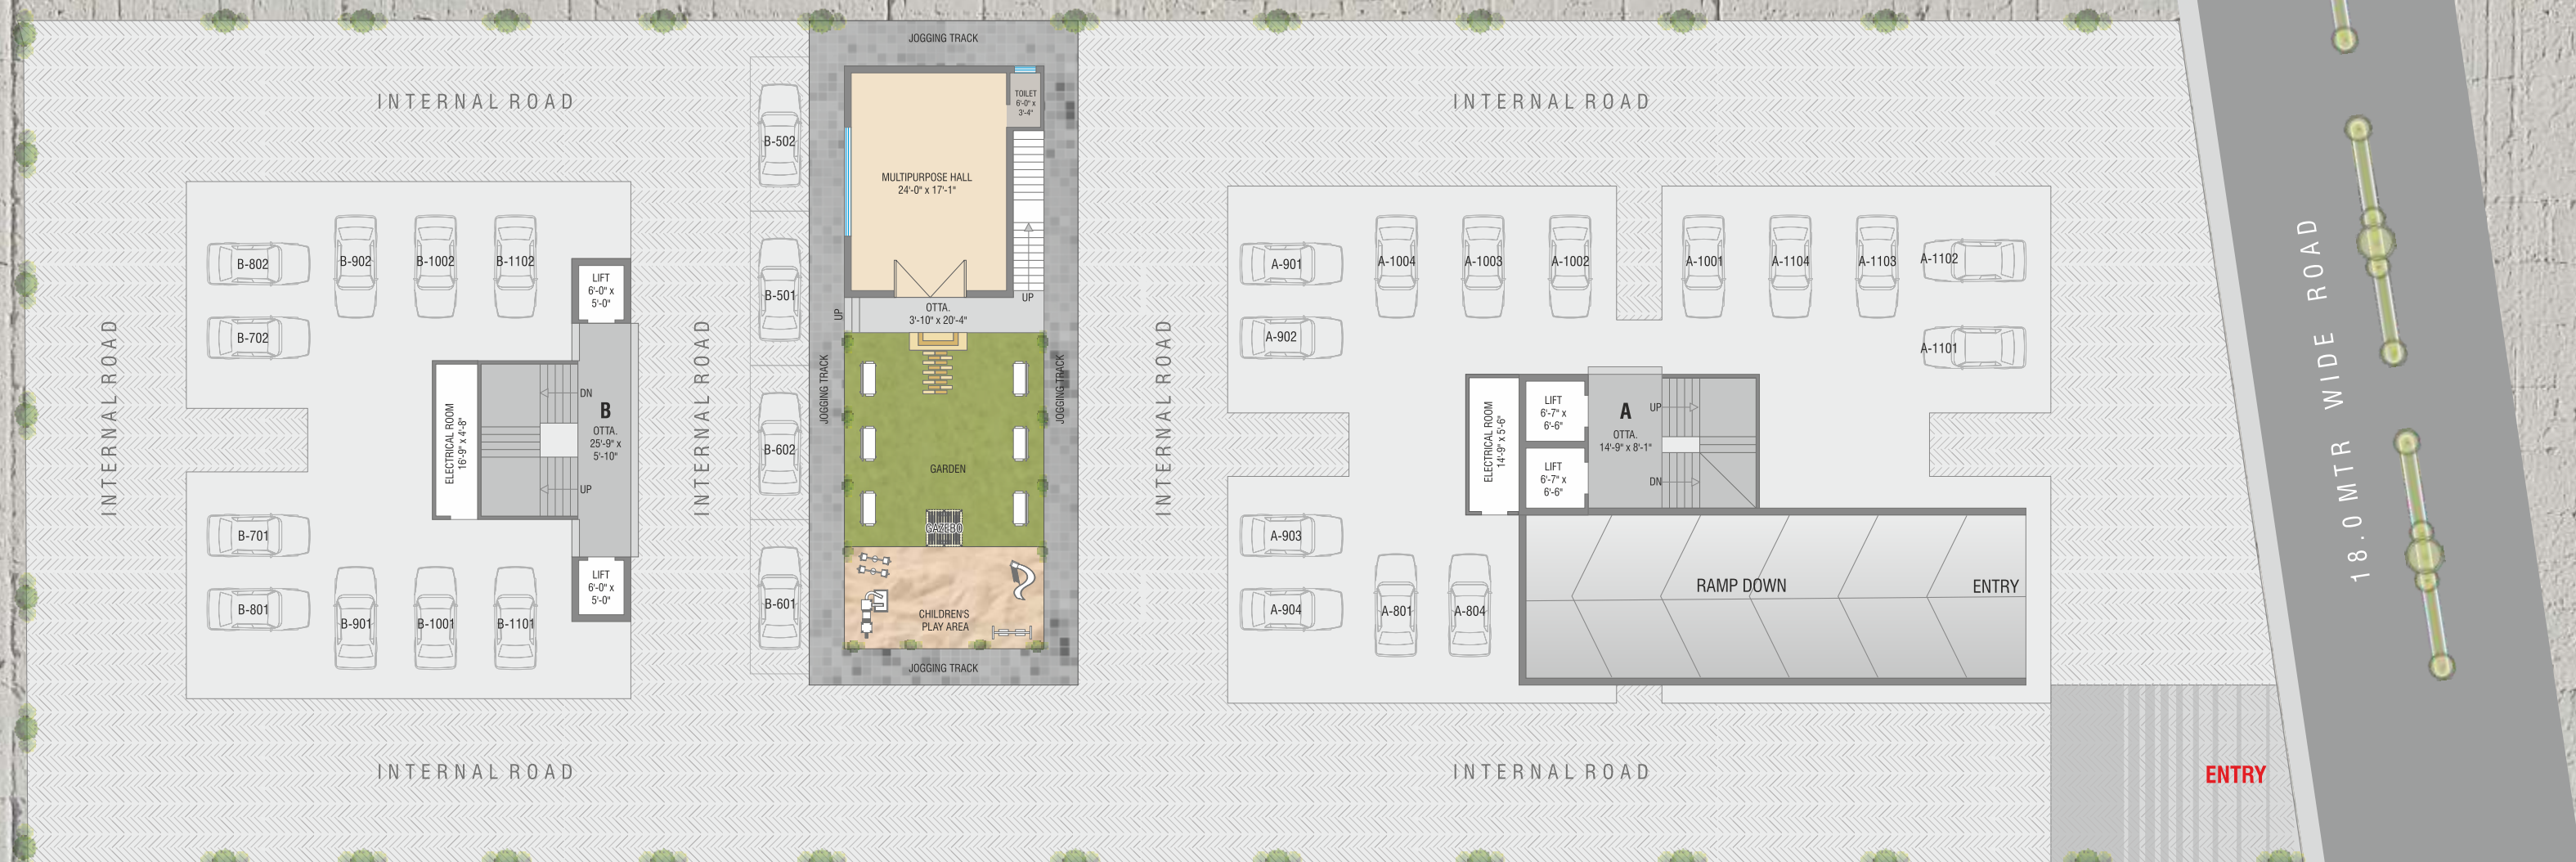 JOGGING TRACK
INTERNAL ROAD
INTERNAL ROAD
TOILET
6'-0" x
3'-4"
B-502
MULTIPURPOSE HALL
24'-0" x 17'-1"
B-802
B-902
B-1002
B-1102
LIFT
6'-0" x
5'-0"
B-501
UP
OTTA.
3'-10" x 20'-4"
UP
A-901
A-1004
A-1003
A-1002
A-1001
A-1104
A-1103
A-1102
B-702
A-902
A-1101
INTERNAL ROAD
INTERNAL ROAD
JOGGING TRACK
JOGGING TRACK
INTERNAL ROAD
18.0 MTR WIDE ROAD
ELECTRICAL ROOM
16'-9" x 4'-8"
DN
B
OTTA.
25'-9" x
5'-10"
UP
B-602
GARDEN
GAZEBO
ELECTRICAL ROOM
14'-9" x 5'-6"
LIFT
6'-7" x
6'-6"
LIFT
6'-7" x
6'-6"
A
OTTA.
14'-9" x 8'-1"
UP
DN
B-701
A-903
B-801
B-901
B-1001
B-1101
LIFT
6'-0" x
5'-0"
B-601
CHILDREN'S
PLAY AREA
A-904
A-801
A-804
RAMP DOWN
ENTRY
JOGGING TRACK
INTERNAL ROAD
INTERNAL ROAD
ENTRY